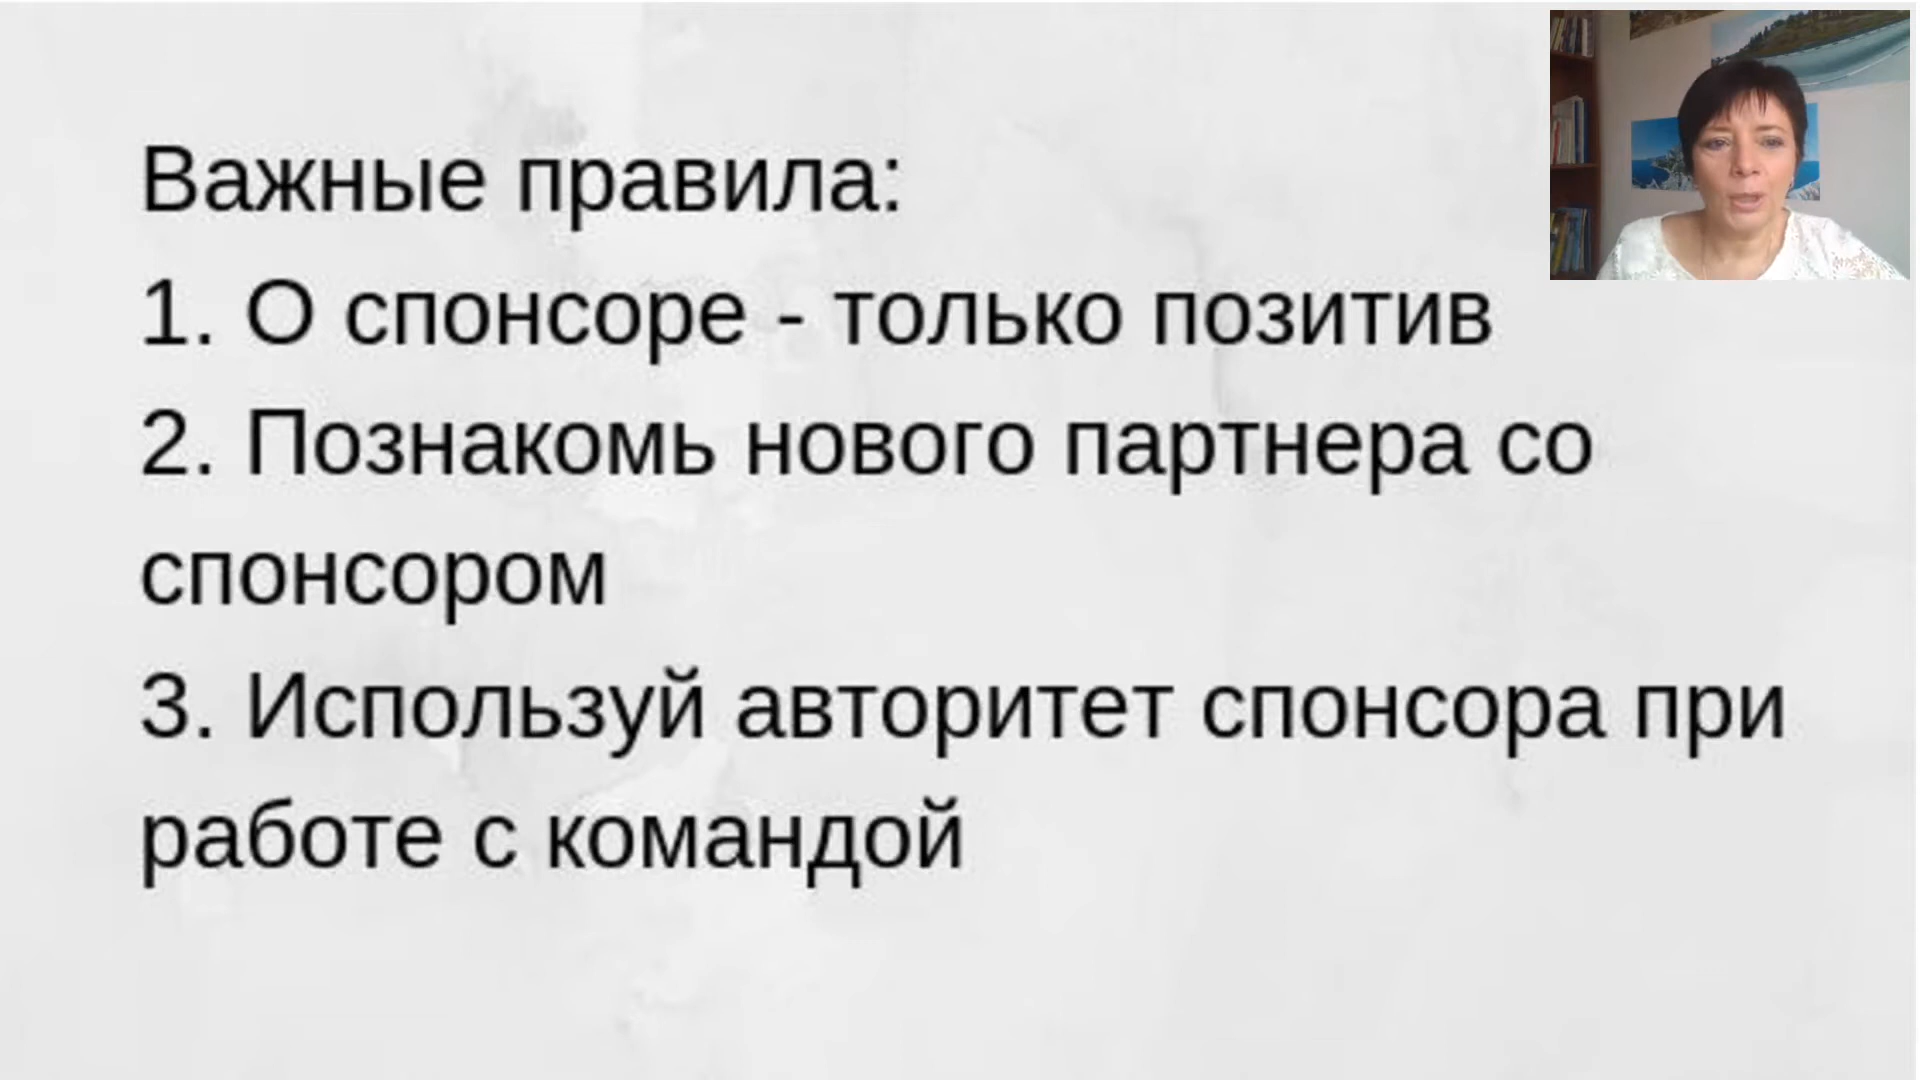 Важные правила:
1. О спонсоре - только позитив
2. Познакомь нового партнера со
спонсором
3. Используй авторитет спонсора при
работе с командой